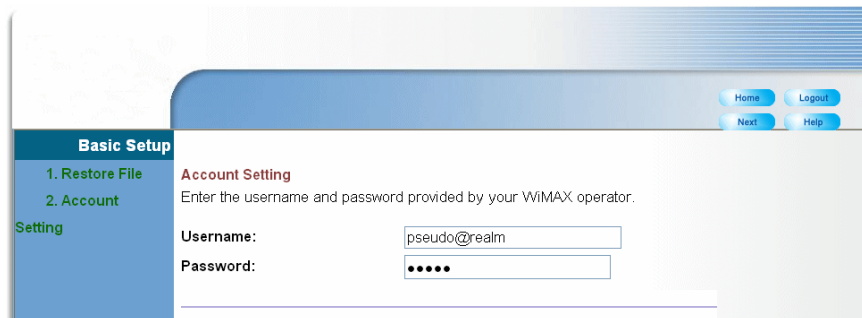 Home Logout
Next Help
Basic Setup
1. Restore File
2. Account
Setting
Account Setting
Enter the username and password provided by your WiMAX operator.
Username: pseudo@realm
Password: •••••